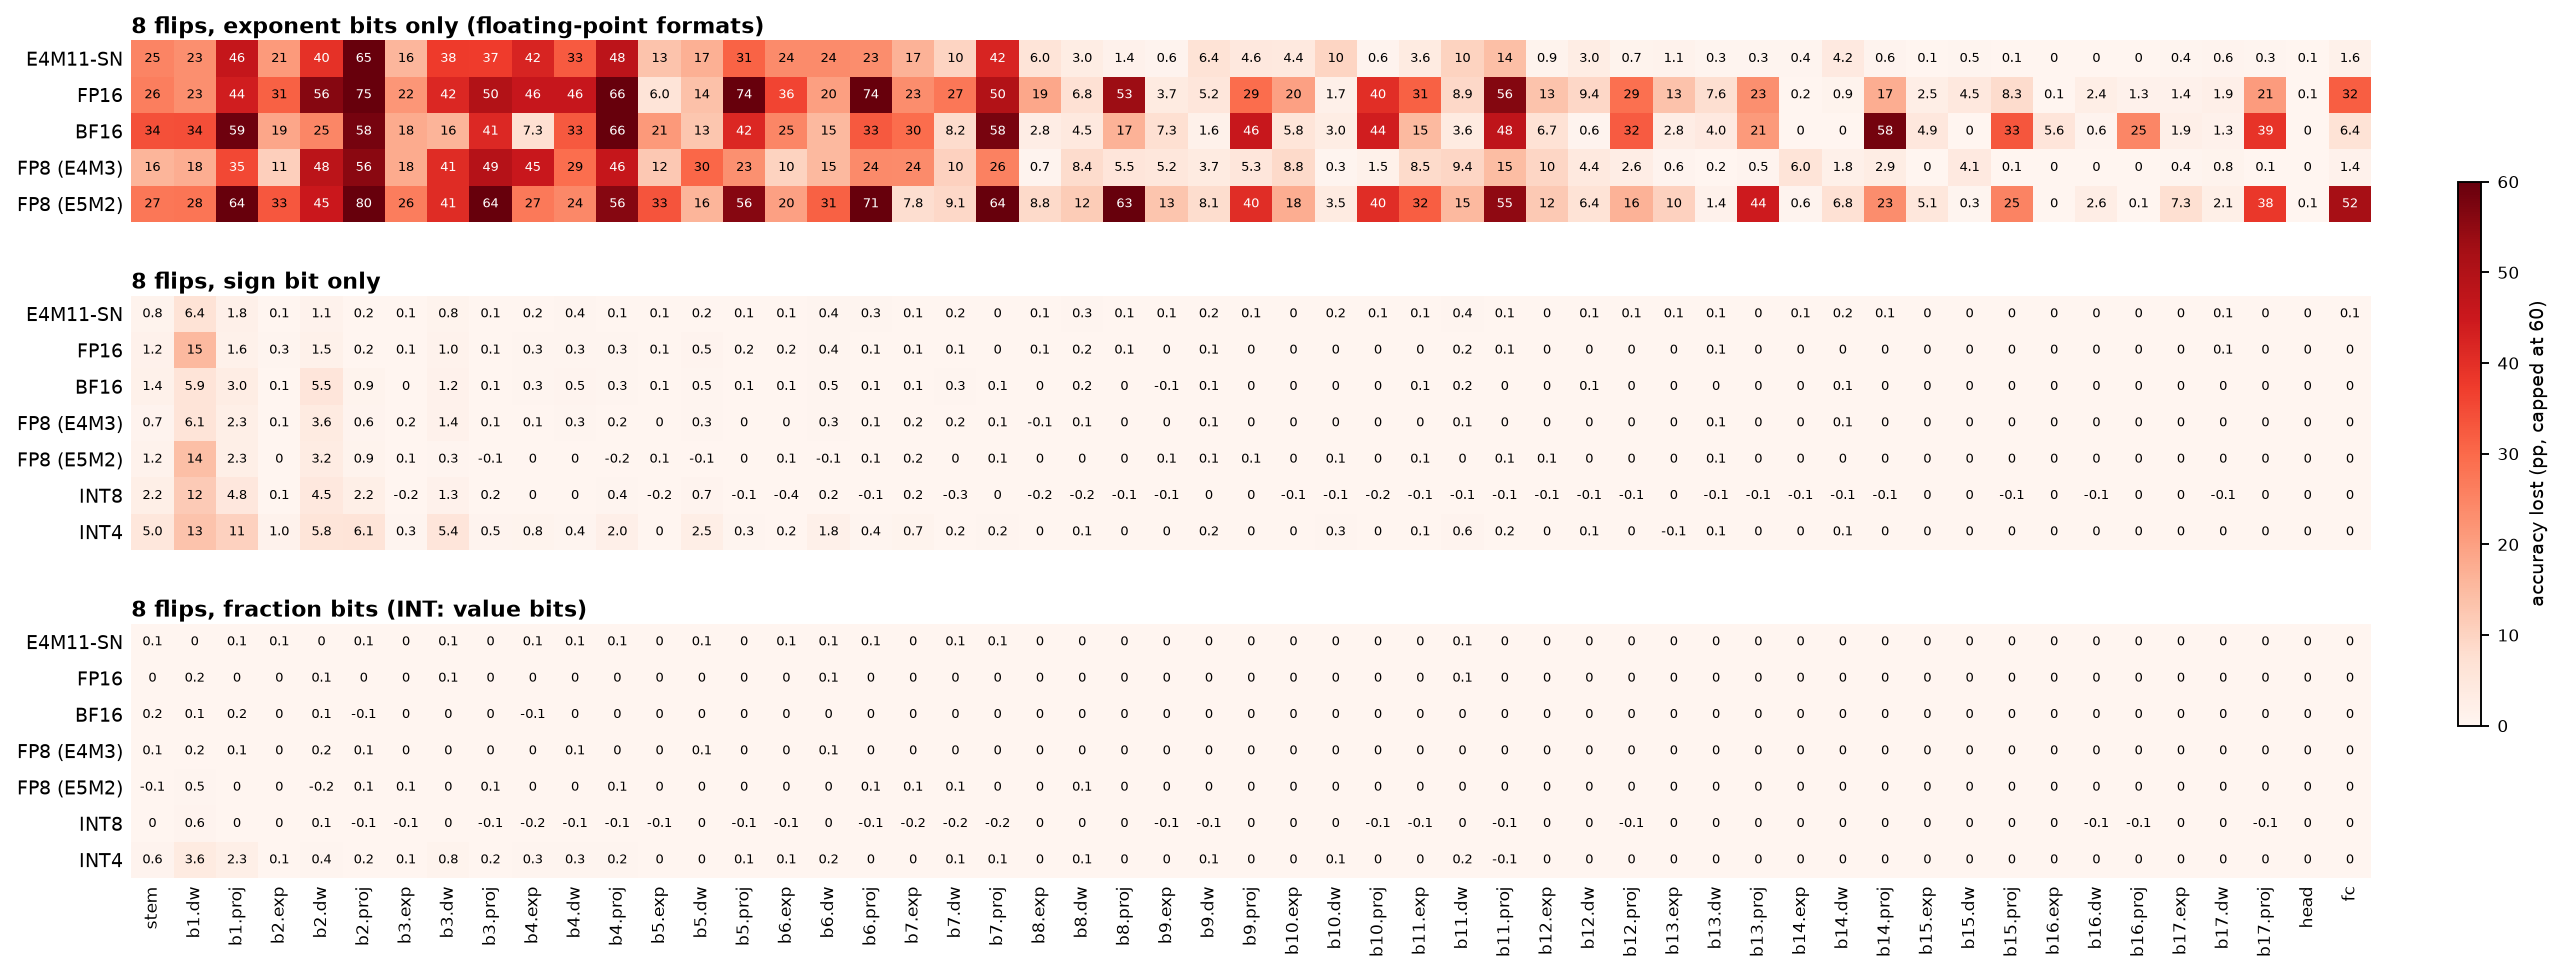 8 flips, exponent bits only (floating-point formats)
E4M11-SN 25 23 46 21 40 65 16 38 37 42 33 48 13 17 31 24 24 23 17 10 42 6.0 3.0 1.4 0.6 6.4 4.6 4.4 10 0.6 3.6 10 14 0.9 3.0 0.7 1.1 0.3 0.3 0.4 4.2 0.6 0.1 0.5 0.1 0 0 0 0.4 0.6 0.3 0.1 1.6
FP16 26 23 44 31 56 75 22 42 50 46 46 66 6.0 14 74 36 20 74 23 27 50 19 6.8 53 3.7 5.2 29 20 1.7 40 31 8.9 56 13 9.4 29 13 7.6 23 0.2 0.9 17 2.5 4.5 8.3 0.1 2.4 1.3 1.4 1.9 21 0.1 32
BF16 34 34 59 19 25 58 18 16 41 7.3 33 66 21 13 42 25 15 33 30 8.2 58 2.8 4.5 17 7.3 1.6 46 5.8 3.0 44 15 3.6 48 6.7 0.6 32 2.8 4.0 21 0 0 58 4.9 0 33 5.6 0.6 25 1.9 1.3 39 0 6.4
FP8 (E4M3) 16 18 35 11 48 56 18 41 49 45 29 46 12 30 23 10 15 24 24 10 26 0.7 8.4 5.5 5.2 3.7 5.3 8.8 0.3 1.5 8.5 9.4 15 10 4.4 2.6 0.6 0.2 0.5 6.0 1.8 2.9 0 4.1 0.1 0 0 0 0.4 0.8 0.1 0 1.4
FP8 (E5M2) 27 28 64 33 45 80 26 41 64 27 24 56 33 16 56 20 31 71 7.8 9.1 64 8.8 12 63 13 8.1 40 18 3.5 40 32 15 55 12 6.4 16 10 1.4 44 0.6 6.8 23 5.1 0.3 25 0 2.6 0.1 7.3 2.1 38 0.1 52
8 flips, sign bit only
E4M11-SN 0.8 6.4 1.8 0.1 1.1 0.2 0.1 0.8 0.1 0.2 0.4 0.1 0.1 0.2 0.1 0.1 0.4 0.3 0.1 0.2 0 0.1 0.3 0.1 0.1 0.2 0.1 0 0.2 0.1 0.1 0.4 0.1 0 0.1 0.1 0.1 0.1 0 0.1 0.2 0.1 0 0 0 0 0 0 0 0.1 0 0 0.1
FP16 1.2 15 1.6 0.3 1.5 0.2 0.1 1.0 0.1 0.3 0.3 0.3 0.1 0.5 0.2 0.2 0.4 0.1 0.1 0.1 0 0.1 0.2 0.1 0 0.1 0 0 0 0 0 0.2 0.1 0 0 0 0 0.1 0 0 0 0 0 0 0 0 0 0 0 0.1 0 0 0
BF16 1.4 5.9 3.0 0.1 5.5 0.9 0 1.2 0.1 0.3 0.5 0.3 0.1 0.5 0.1 0.1 0.5 0.1 0.1 0.3 0.1 0 0.2 0 -0.1 0.1 0 0 0 0 0.1 0.2 0 0 0.1 0 0 0 0 0 0.1 0 0 0 0 0 0 0 0 0 0 0 0
FP8 (E4M3) 0.7 6.1 2.3 0.1 3.6 0.6 0.2 1.4 0.1 0.1 0.3 0.2 0 0.3 0 0 0.3 0.1 0.2 0.2 0.1 -0.1 0.1 0 0 0.1 0 0 0 0 0 0.1 0 0 0 0 0 0.1 0 0 0.1 0 0 0 0 0 0 0 0 0 0 0 0
FP8 (E5M2) 1.2 14 2.3 0 3.2 0.9 0.1 0.3 -0.1 0 0 -0.2 0.1 -0.1 0 0.1 -0.1 0.1 0.2 0 0.1 0 0 0 0.1 0.1 0.1 0 0.1 0 0.1 0 0.1 0.1 0 0 0 0.1 0 0 0 0 0 0 0 0 0 0 0 0 0 0 0
INT8 2.2 12 4.8 0.1 4.5 2.2 -0.2 1.3 0.2 0 0 0.4 -0.2 0.7 -0.1 -0.4 0.2 -0.1 0.2 -0.3 0 -0.2 -0.2 -0.1 -0.1 0 0 -0.1 -0.1 -0.2 -0.1 -0.1 -0.1 -0.1 -0.1 -0.1 0 -0.1 -0.1 -0.1 -0.1 -0.1 0 0 -0.1 0 -0.1 0 0 -0.1 0 0 0
INT4 5.0 13 11 1.0 5.8 6.1 0.3 5.4 0.5 0.8 0.4 2.0 0 2.5 0.3 0.2 1.8 0.4 0.7 0.2 0.2 0 0.1 0 0 0.2 0 0 0.3 0 0.1 0.6 0.2 0 0.1 0 -0.1 0.1 0 0 0.1 0 0 0 0 0 0 0 0 0 0 0 0
8 flips, fraction bits (INT: value bits)
E4M11-SN 0.1 0 0.1 0.1 0 0.1 0 0.1 0 0.1 0.1 0.1 0 0.1 0 0.1 0.1 0.1 0 0.1 0.1 0 0 0 0 0 0 0 0 0 0 0.1 0 0 0 0 0 0 0 0 0 0 0 0 0 0 0 0 0 0 0 0 0
FP16 0 0.2 0 0 0.1 0 0 0.1 0 0 0 0 0 0 0 0 0.1 0 0 0 0 0 0 0 0 0 0 0 0 0 0 0.1 0 0 0 0 0 0 0 0 0 0 0 0 0 0 0 0 0 0 0 0 0
BF16 0.2 0.1 0.2 0 0.1 -0.1 0 0 0 -0.1 0 0 0 0 0 0 0 0 0 0 0 0 0 0 0 0 0 0 0 0 0 0 0 0 0 0 0 0 0 0 0 0 0 0 0 0 0 0 0 0 0 0 0
FP8 (E4M3) 0.1 0.2 0.1 0 0.2 0.1 0 0 0 0 0.1 0 0 0.1 0 0 0.1 0 0 0 0 0 0 0 0 0 0 0 0 0 0 0 0 0 0 0 0 0 0 0 0 0 0 0 0 0 0 0 0 0 0 0 0
FP8 (E5M2) -0.1 0.5 0 0 -0.2 0.1 0.1 0 0.1 0 0 0.1 0 0 0 0 0 0.1 0.1 0.1 0 0 0.1 0 0 0 0 0 0 0 0 0 0 0 0 0 0 0 0 0 0 0 0 0 0 0 0 0 0 0 0 0 0
INT8 0 0.6 0 0 0.1 -0.1 -0.1 0 -0.1 -0.2 -0.1 -0.1 -0.1 0 -0.1 -0.1 0 -0.1 -0.2 -0.2 -0.2 0 0 0 -0.1 -0.1 0 0 0 -0.1 -0.1 0 -0.1 0 0 -0.1 0 0 0 0 0 0 0 0 0 0 -0.1 -0.1 0 0 -0.1 0 0
INT4 0.6 3.6 2.3 0.1 0.4 0.2 0.1 0.8 0.2 0.3 0.3 0.2 0 0 0.1 0.1 0.2 0 0 0.1 0.1 0 0.1 0 0 0.1 0 0 0.1 0 0 0.2 -0.1 0 0 0 0 0 0 0 0 0 0 0 0 0 0 0 0 0 0 0 0
stem b1.dw b1.proj b2.exp b2.dw b2.proj b3.exp b3.dw b3.proj b4.exp b4.dw b4.proj b5.exp b5.dw b5.proj b6.exp b6.dw b6.proj b7.exp b7.dw b7.proj b8.exp b8.dw b8.proj b9.exp b9.dw b9.proj b10.exp b10.dw b10.proj b11.exp b11.dw b11.proj b12.exp b12.dw b12.proj b13.exp b13.dw b13.proj b14.exp b14.dw b14.proj b15.exp b15.dw b15.proj b16.exp b16.dw b16.proj b17.exp b17.dw b17.proj head fc
60
50
40
30
20
10
0
accuracy lost (pp, capped at 60)